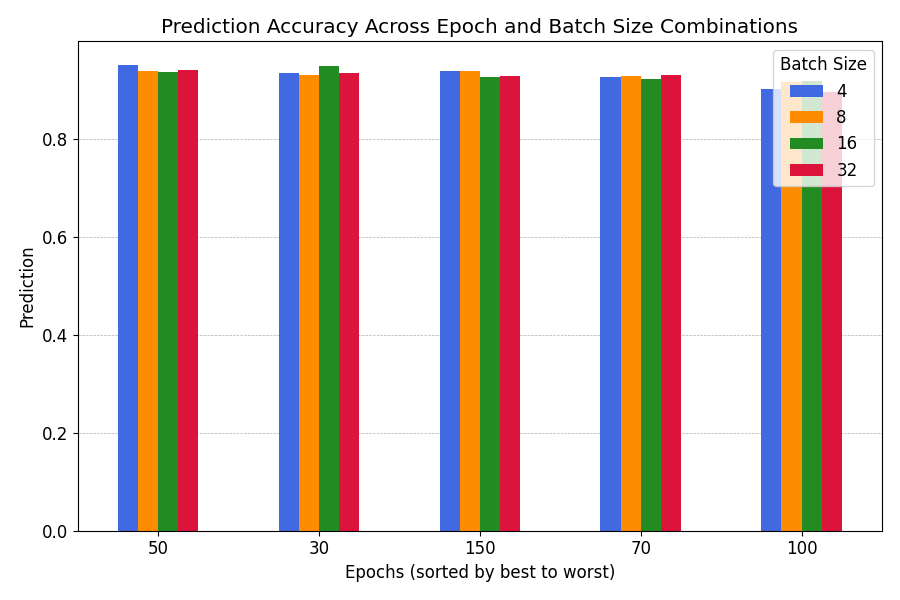 Prediction Accuracy Across Epoch and Batch Size Combinations
Batch Size
4
8
16
32
Prediction
0.8
0.6
0.4
0.2
0.0
50 30 150 70 100
Epochs (sorted by best to worst)